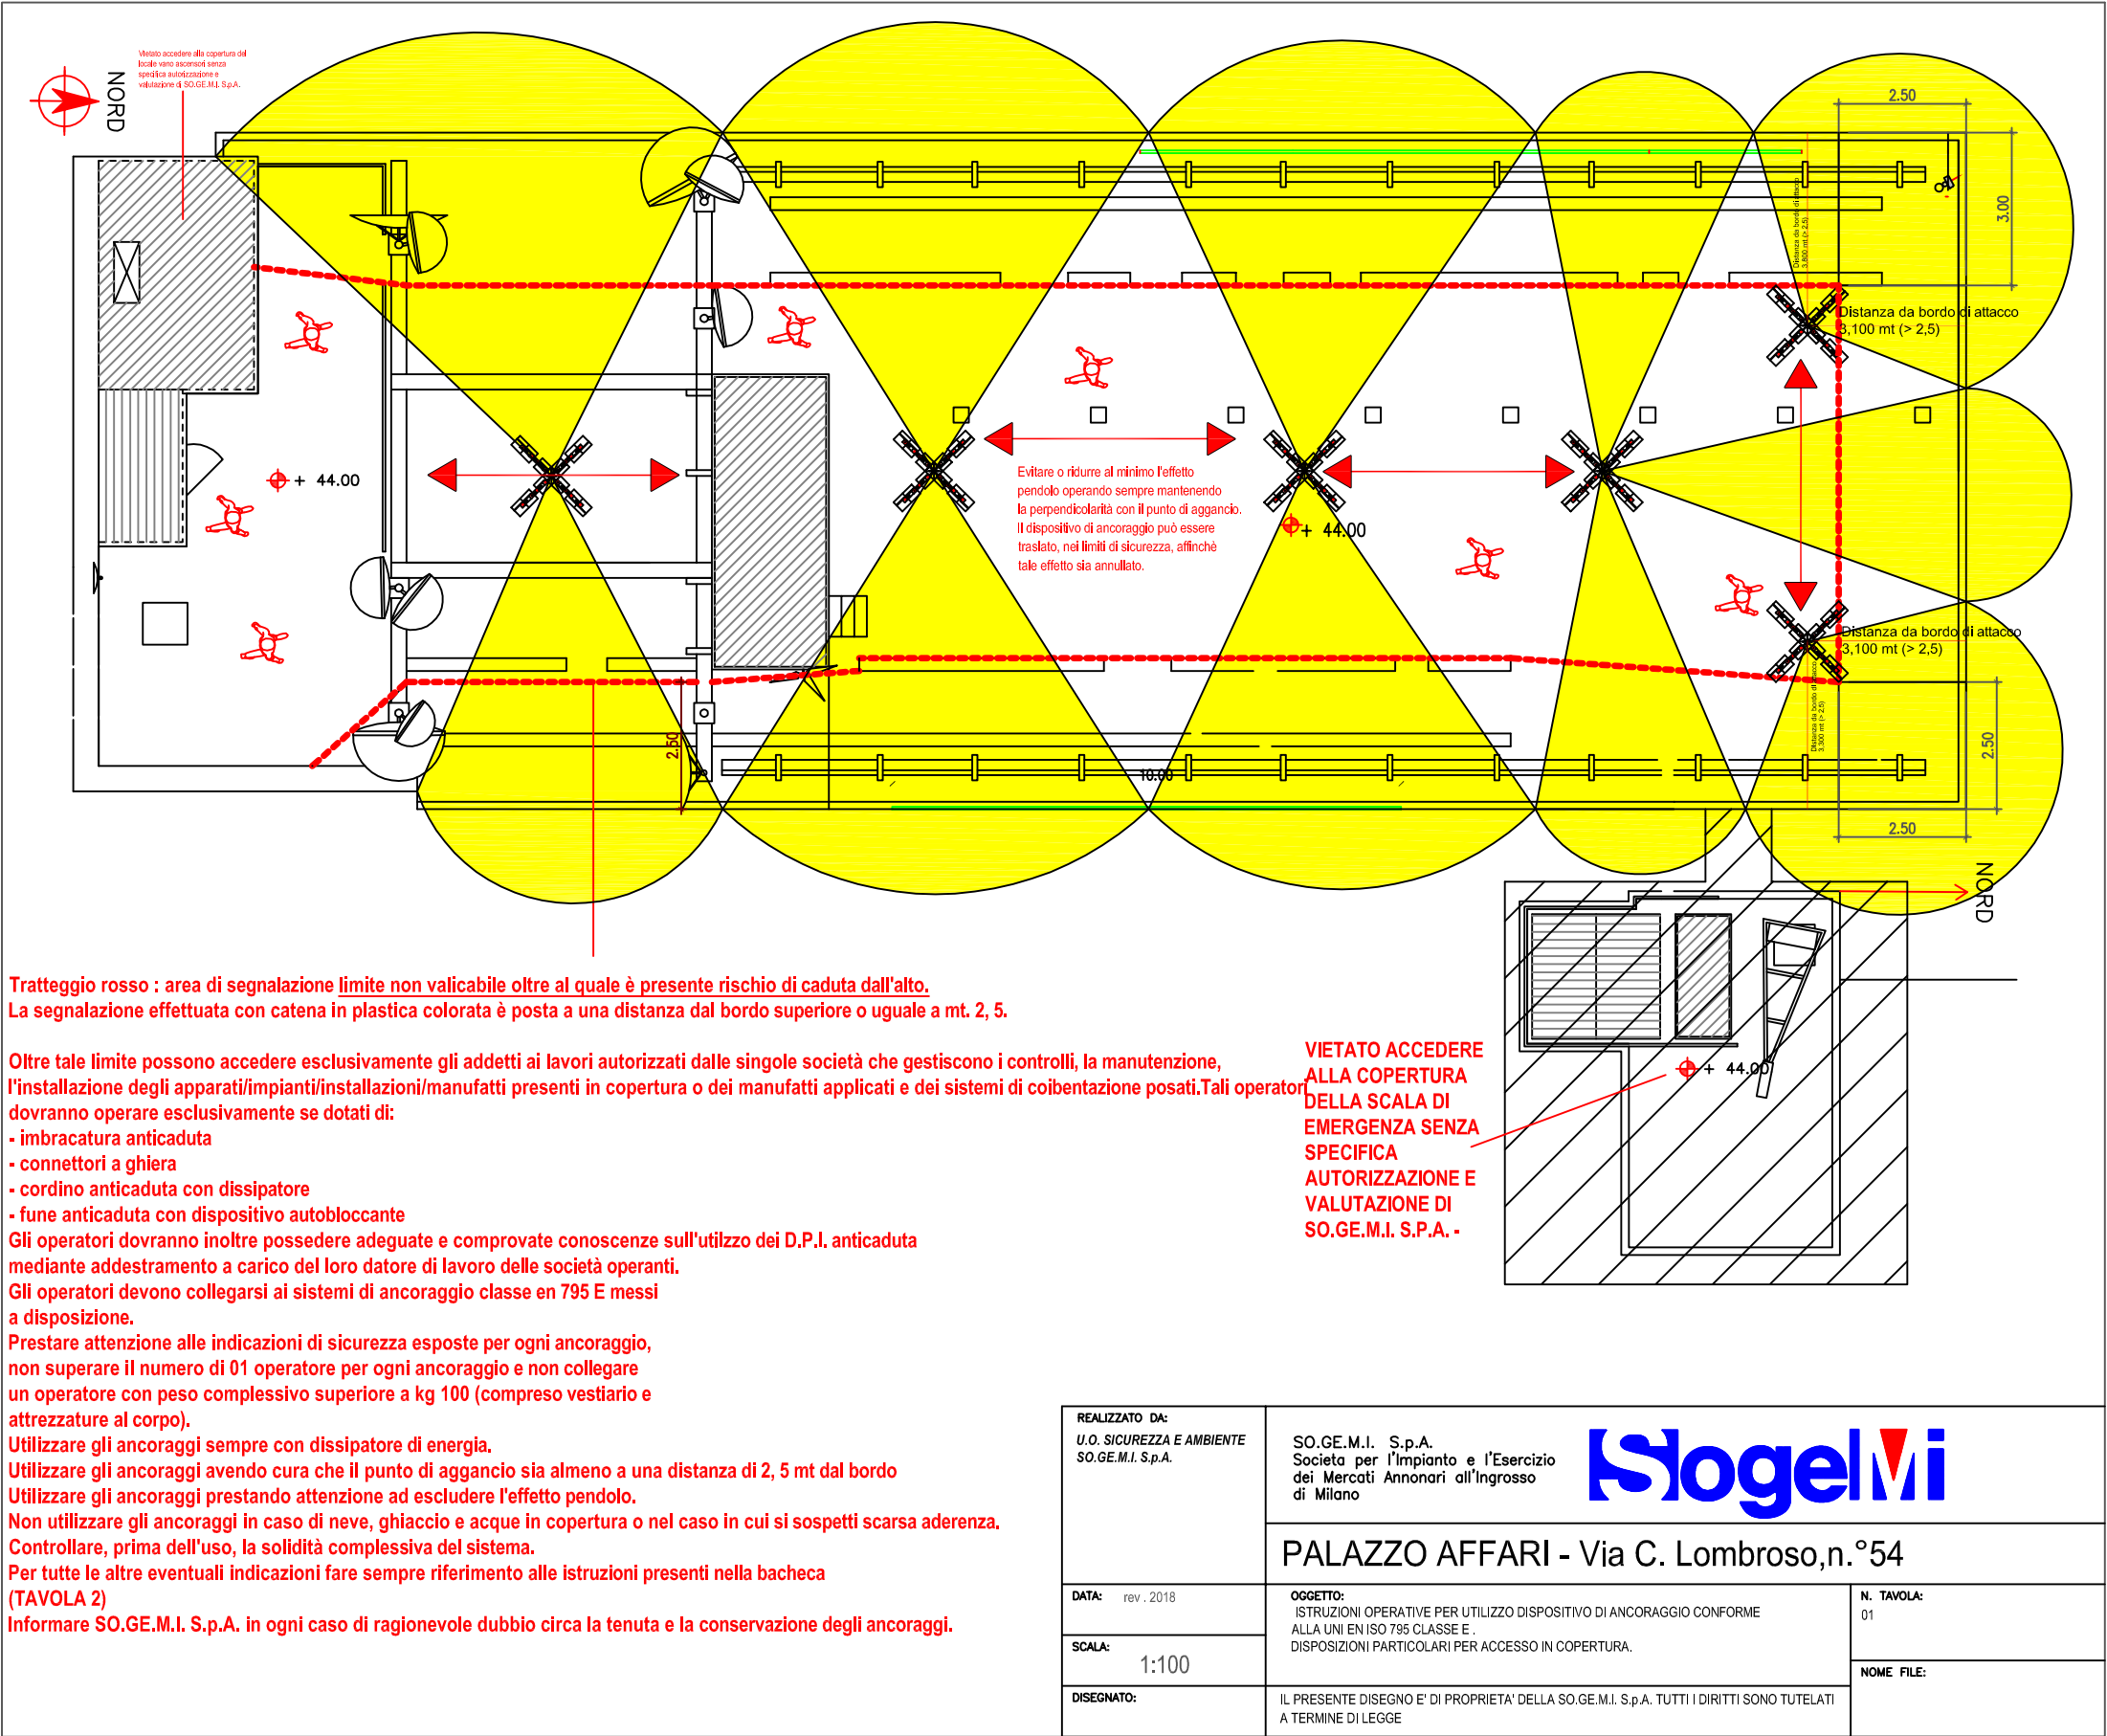 Vietato accedere alla copertura del
locale vano ascensori senza
specifica autorizzazione e
valutazione di SO.GE.M.I. S.p.A.
NORD
2.50
3.00
Distanza da bordo di attacco
3,800 mt (> 2,5)
Distanza da bordo di attacco
3,100 mt (> 2,5)
+ 44.00
Evitare o ridurre al minimo l'effetto
pendolo operando sempre mantenendo
la perpendicolarità con il punto di aggancio.
Il dispositivo di ancoraggio può essere
traslato, nei limiti di sicurezza, affinchè
tale effetto sia annullato.
+ 44.00
Distanza da bordo di attacco
3,100 mt (> 2,5)
Distanza da bordo di attacco
3,300 mt (> 2,5)
2.50
10.00
2.50
2.50
NORD
Tratteggio rosso : area di segnalazione limite non valicabile oltre al quale è presente rischio di caduta dall'alto.
La segnalazione effettuata con catena in plastica colorata è posta a una distanza dal bordo superiore o uguale a mt. 2, 5.
Oltre tale limite possono accedere esclusivamente gli addetti ai lavori autorizzati dalle singole società che gestiscono i controlli, la manutenzione,
l'installazione degli apparati/impianti/installazioni/manufatti presenti in copertura o dei manufatti applicati e dei sistemi di coibentazione posati.Tali operatori
dovranno operare esclusivamente se dotati di:
- imbracatura anticaduta
- connettori a ghiera
- cordino anticaduta con dissipatore
- fune anticaduta con dispositivo autobloccante
Gli operatori dovranno inoltre possedere adeguate e comprovate conoscenze sull'utilzzo dei D.P.I. anticaduta
mediante addestramento a carico del loro datore di lavoro delle società operanti.
Gli operatori devono collegarsi ai sistemi di ancoraggio classe en 795 E messi
a disposizione.
Prestare attenzione alle indicazioni di sicurezza esposte per ogni ancoraggio,
non superare il numero di 01 operatore per ogni ancoraggio e non collegare
un operatore con peso complessivo superiore a kg 100 (compreso vestiario e
attrezzature al corpo).
Utilizzare gli ancoraggi sempre con dissipatore di energia.
Utilizzare gli ancoraggi avendo cura che il punto di aggancio sia almeno a una distanza di 2, 5 mt dal bordo
Utilizzare gli ancoraggi prestando attenzione ad escludere l'effetto pendolo.
Non utilizzare gli ancoraggi in caso di neve, ghiaccio e acque in copertura o nel caso in cui si sospetti scarsa aderenza.
Controllare, prima dell'uso, la solidità complessiva del sistema.
Per tutte le altre eventuali indicazioni fare sempre riferimento alle istruzioni presenti nella bacheca
(TAVOLA 2)
Informare SO.GE.M.I. S.p.A. in ogni caso di ragionevole dubbio circa la tenuta e la conservazione degli ancoraggi.
VIETATO ACCEDERE
ALLA COPERTURA
DELLA SCALA DI
EMERGENZA SENZA
SPECIFICA
AUTORIZZAZIONE E
VALUTAZIONE DI
SO.GE.M.I. S.P.A. -
+ 44.00
REALIZZATO DA:
U.O. SICUREZZA E AMBIENTE
SO.GE.M.I. S.p.A.
SO.GE.M.I. S.p.A.
Societa per l'Impianto e l'Esercizio
dei Mercati Annonari all'Ingrosso
di Milano
SogeMi
PALAZZO AFFARI - Via C. Lombroso,n.°54
DATA: rev . 2018
SCALA:
1:100
DISEGNATO:
OGGETTO:
ISTRUZIONI OPERATIVE PER UTILIZZO DISPOSITIVO DI ANCORAGGIO CONFORME
ALLA UNI EN ISO 795 CLASSE E .
DISPOSIZIONI PARTICOLARI PER ACCESSO IN COPERTURA.
N. TAVOLA:
01
NOME FILE:
IL PRESENTE DISEGNO E' DI PROPRIETA' DELLA SO.GE.M.I. S.p.A. TUTTI I DIRITTI SONO TUTELATI
A TERMINE DI LEGGE